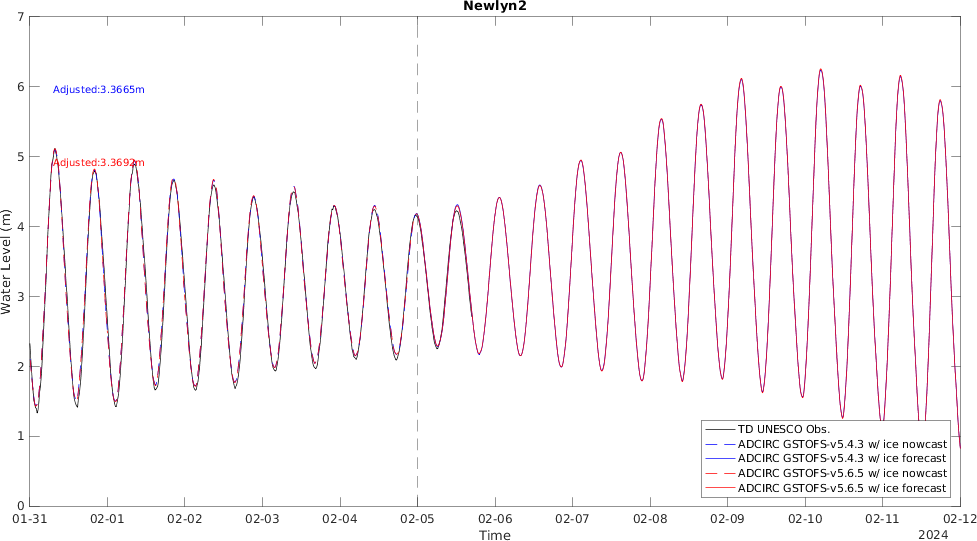 Newlyn2
7
6
5
4
3
2
1
0
Water Level (m)
Adjusted:3.3665m
Adjusted:3.3692m
TD UNESCO Obs.
ADCIRC GSTOFS-v5.4.3 w/ ice nowcast
ADCIRC GSTOFS-v5.4.3 w/ ice forecast
ADCIRC GSTOFS-v5.6.5 w/ ice nowcast
ADCIRC GSTOFS-v5.6.5 w/ ice forecast
01-31 02-01 02-02 02-03 02-04 02-05 02-06 02-07 02-08 02-09 02-10 02-11 02-12
Time
2024